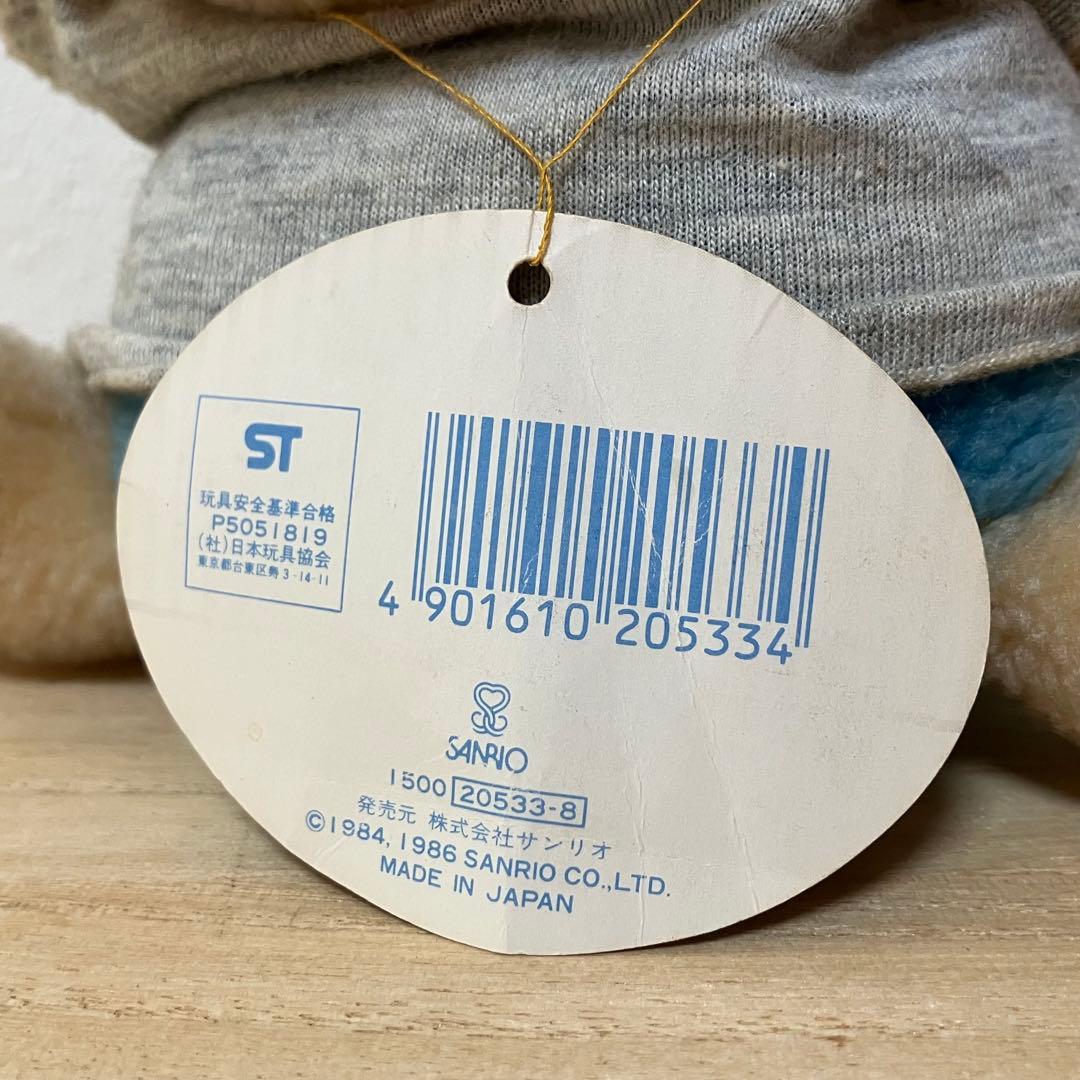 ST
玩具安全基準合格
P5051819
(社)日本玩具協会
東京都台東区寿3-14-11
4 901610 205334
SANRIO
1500 20533-8
発売元 株式会社サンリオ
©1984, 1986 SANRIO CO.,LTD.
MADE IN JAPAN